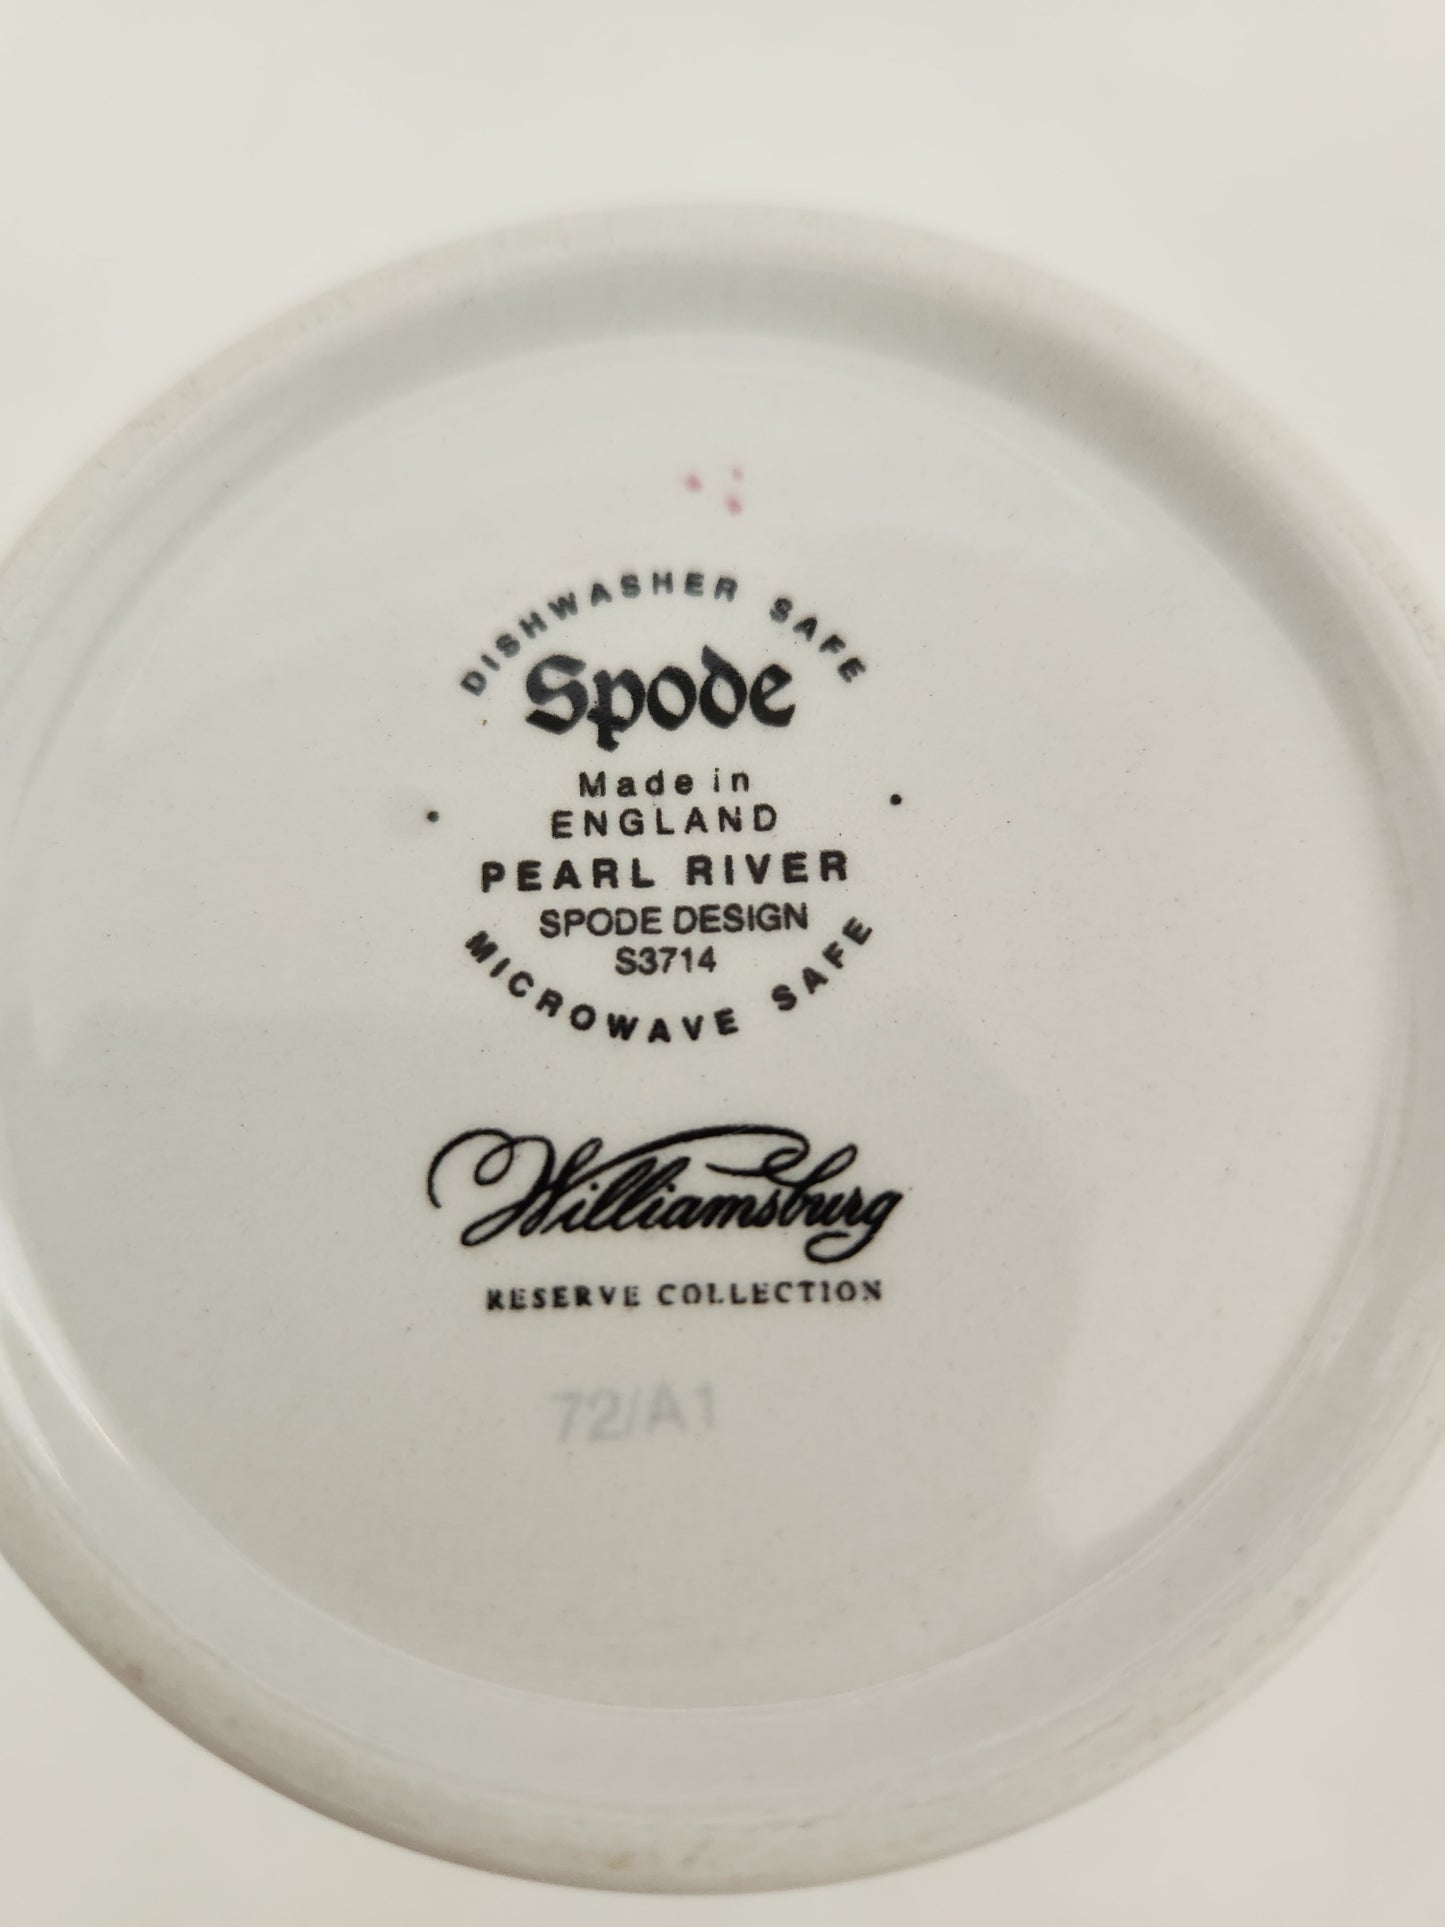 DISHWASHER SAFE
Spode
Made in
ENGLAND
PEARL RIVER
SPODE DESIGN
S3714
MICROWAVE SAFE
Williamsburg
RESERVE COLLECTION
72/A1